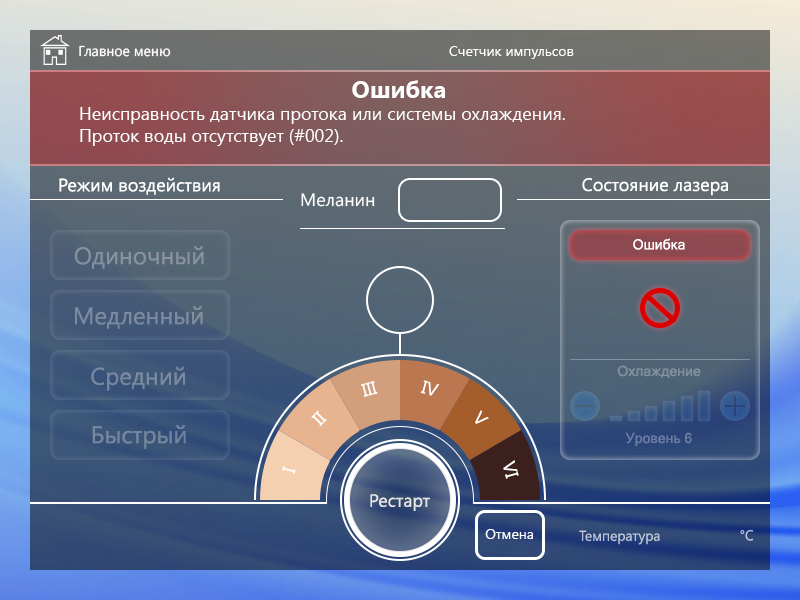 Главное меню
Счетчик импульсов
Ошибка
Неисправность датчика протока или системы охлаждения.
Проток воды отсутствует (#002).
Режим воздействия
Меланин
Состояние лазера
Одиночный
Медленный
Средний
Быстрый
Ошибка
Охлаждение
Уровень 6
I
II
III
IV
V
VI
Рестарт
Отмена
Температура
°C